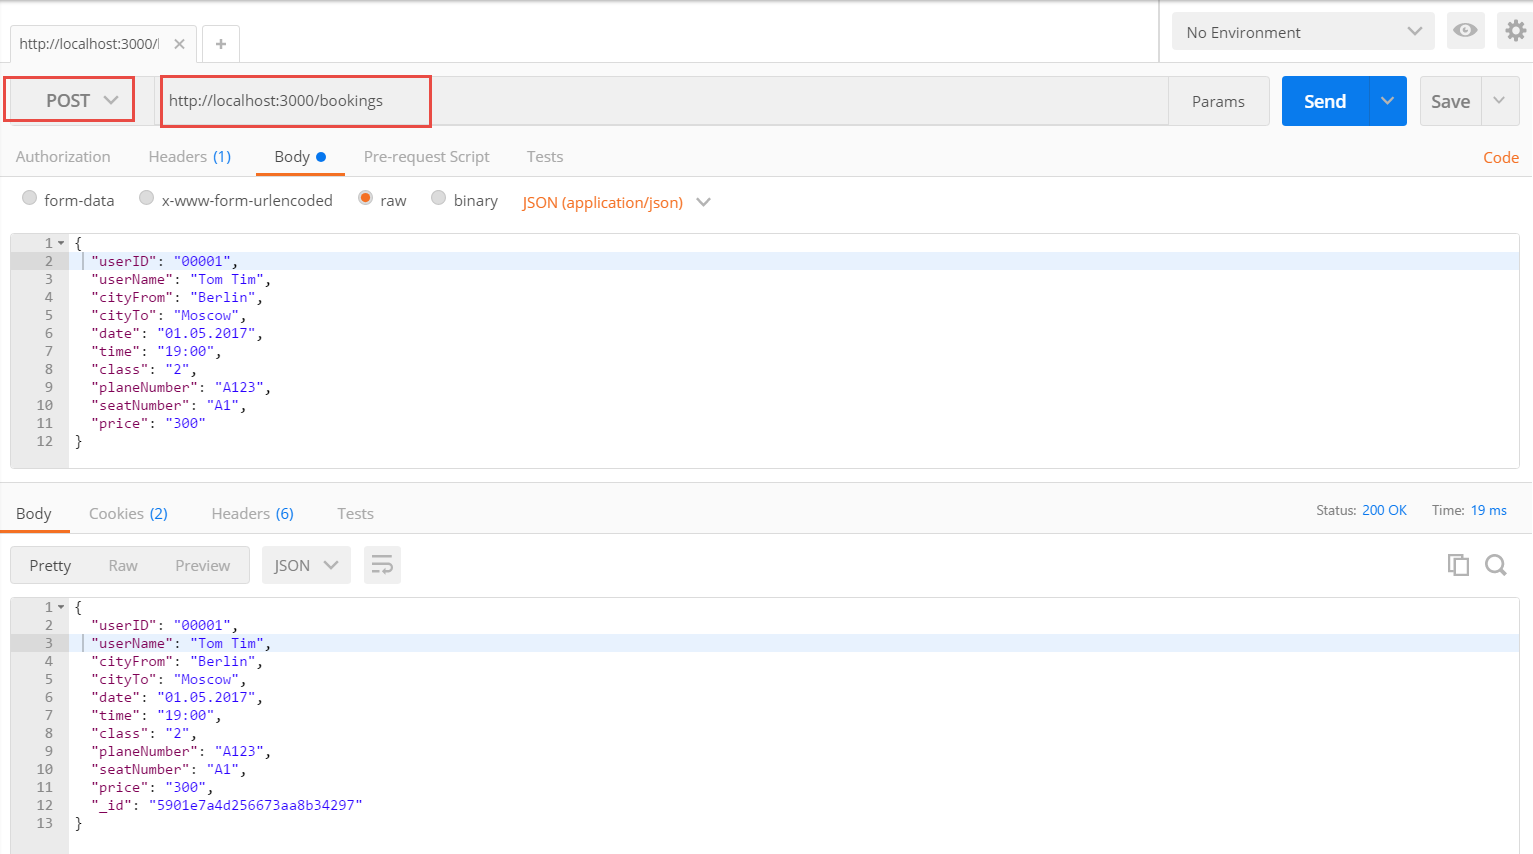 http://localhost:3000/l × +
No Environment
POST http://localhost:3000/bookings Params Send Save
Authorization Headers (1) Body Pre-request Script Tests Code
form-data x-www-form-urlencoded raw binary JSON (application/json)
1 {
2 "userID": "00001",
3 "userName": "Tom Tim",
4 "cityFrom": "Berlin",
5 "cityTo": "Moscow",
6 "date": "01.05.2017",
7 "time": "19:00",
8 "class": "2",
9 "planeNumber": "A123",
10 "seatNumber": "A1",
11 "price": "300"
12 }
Body Cookies (2) Headers (6) Tests Status: 200 OK Time: 19 ms
Pretty Raw Preview JSON
1 {
2 "userID": "00001",
3 "userName": "Tom Tim",
4 "cityFrom": "Berlin",
5 "cityTo": "Moscow",
6 "date": "01.05.2017",
7 "time": "19:00",
8 "class": "2",
9 "planeNumber": "A123",
10 "seatNumber": "A1",
11 "price": "300",
12 "_id": "5901e7a4d256673aa8b34297"
13 }